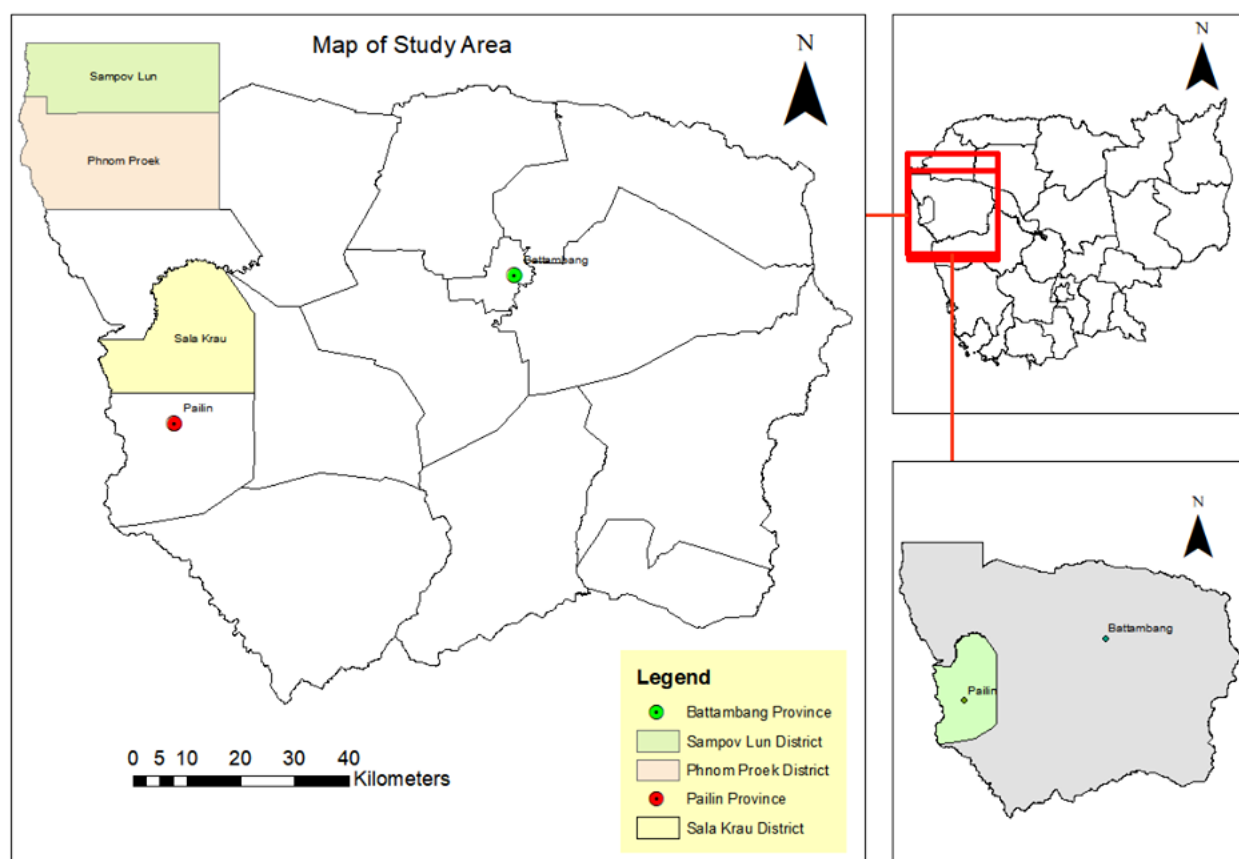 Map of Study Area
N
Sampov Lun
Phnom Proek
Battambang
Sala Krau
Pailin
Legend
Battambang Province
Sampov Lun District
Phnom Proek District
Pailin Province
Sala Krau District
0 5 10 20 30 40
Kilometers
N
N
Battambang
Pailin